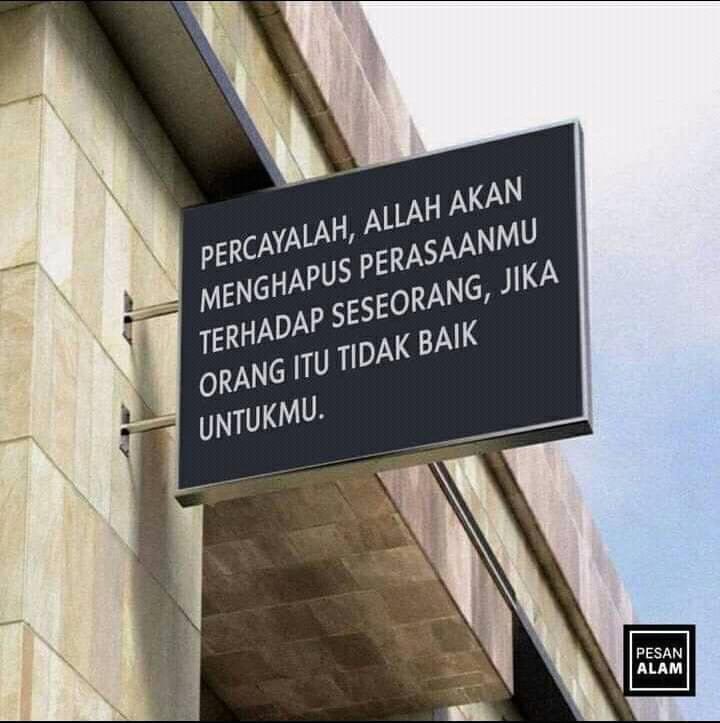 PERCAYALAH, ALLAH AKAN
MENGHAPUS PERASAANMU
TERHADAP SESEORANG, JIKA
ORANG ITU TIDAK BAIK
UNTUKMU.
PESAN
ALAM